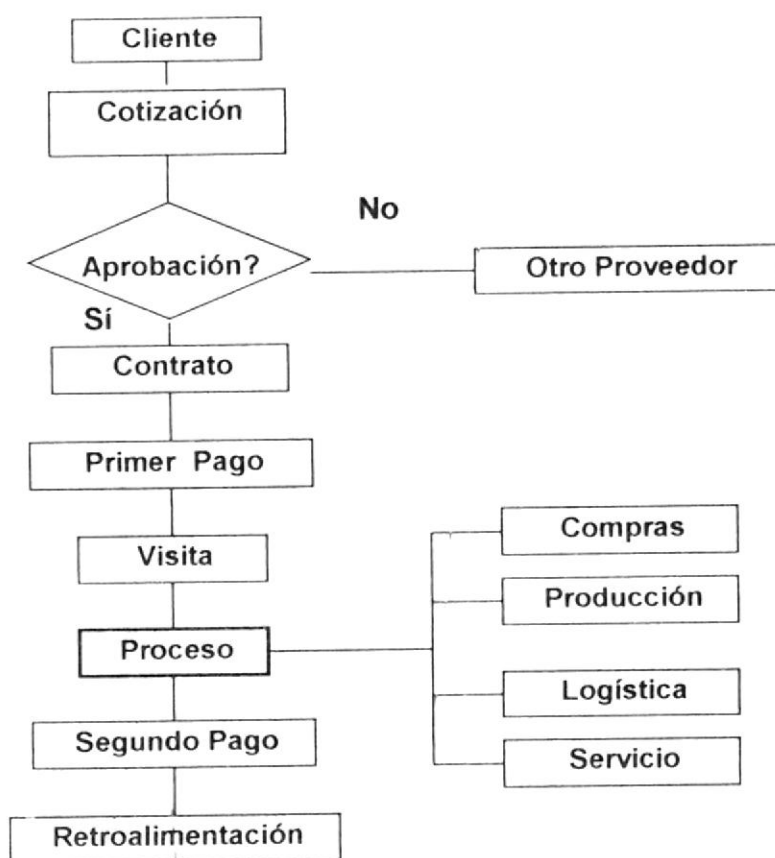 Cliente
Cotización
No
Aprobación?
Otro Proveedor
Sí
Contrato
Primer Pago
Visita
Compras
Producción
Proceso
Logística
Segundo Pago
Servicio
Retroalimentación